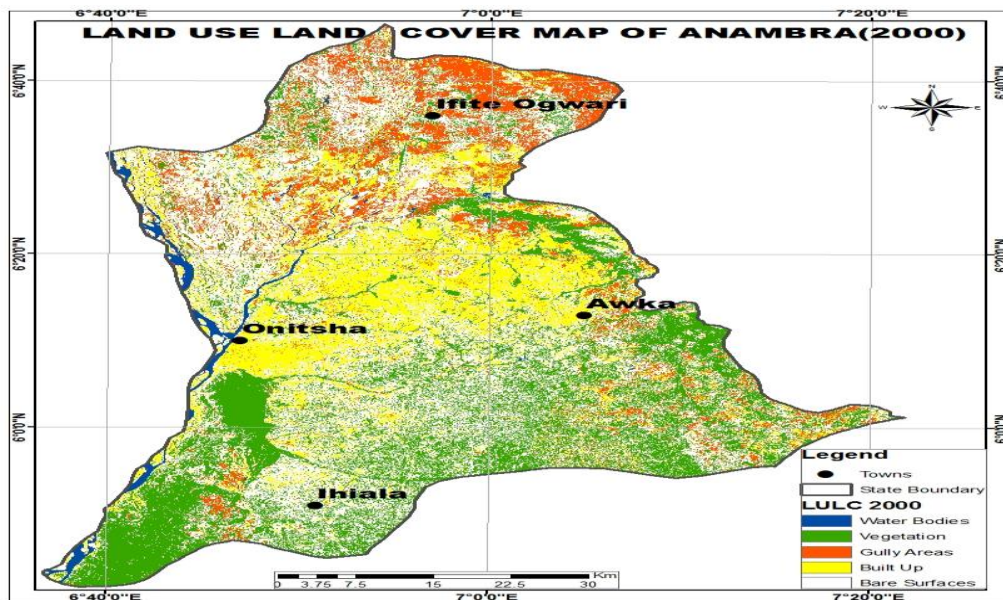 6°40'0"E 7°0'0"E 7°20'0"E
LAND USE LAND COVER MAP OF ANAMBRA(2000)
6°40'0"N
N
W E
S
Ifite Ogwari
6°20'0"N
Awka
Onitsha
6°0'0"N
Ihiala
Legend
Towns
State Boundary
LULC 2000
Water Bodies
Vegetation
Gully Areas
Built Up
Bare Surfaces
Km
0 3.75 7.5 15 22.5 30
6°40'0"E 7°0'0"E 7°20'0"E